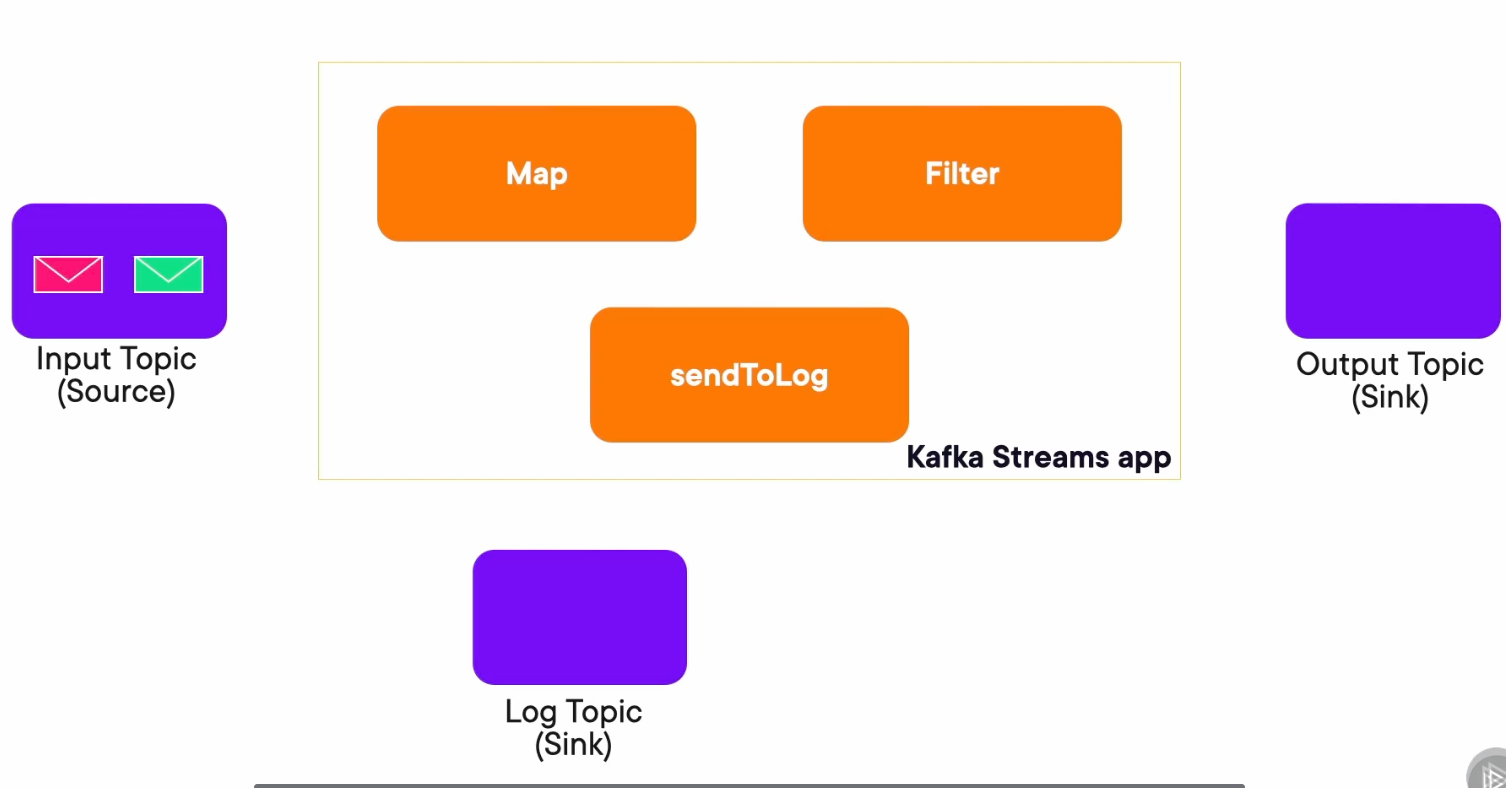 Map
Filter
Input Topic
(Source)
sendToLog
Output Topic
(Sink)
Kafka Streams app
Log Topic
(Sink)